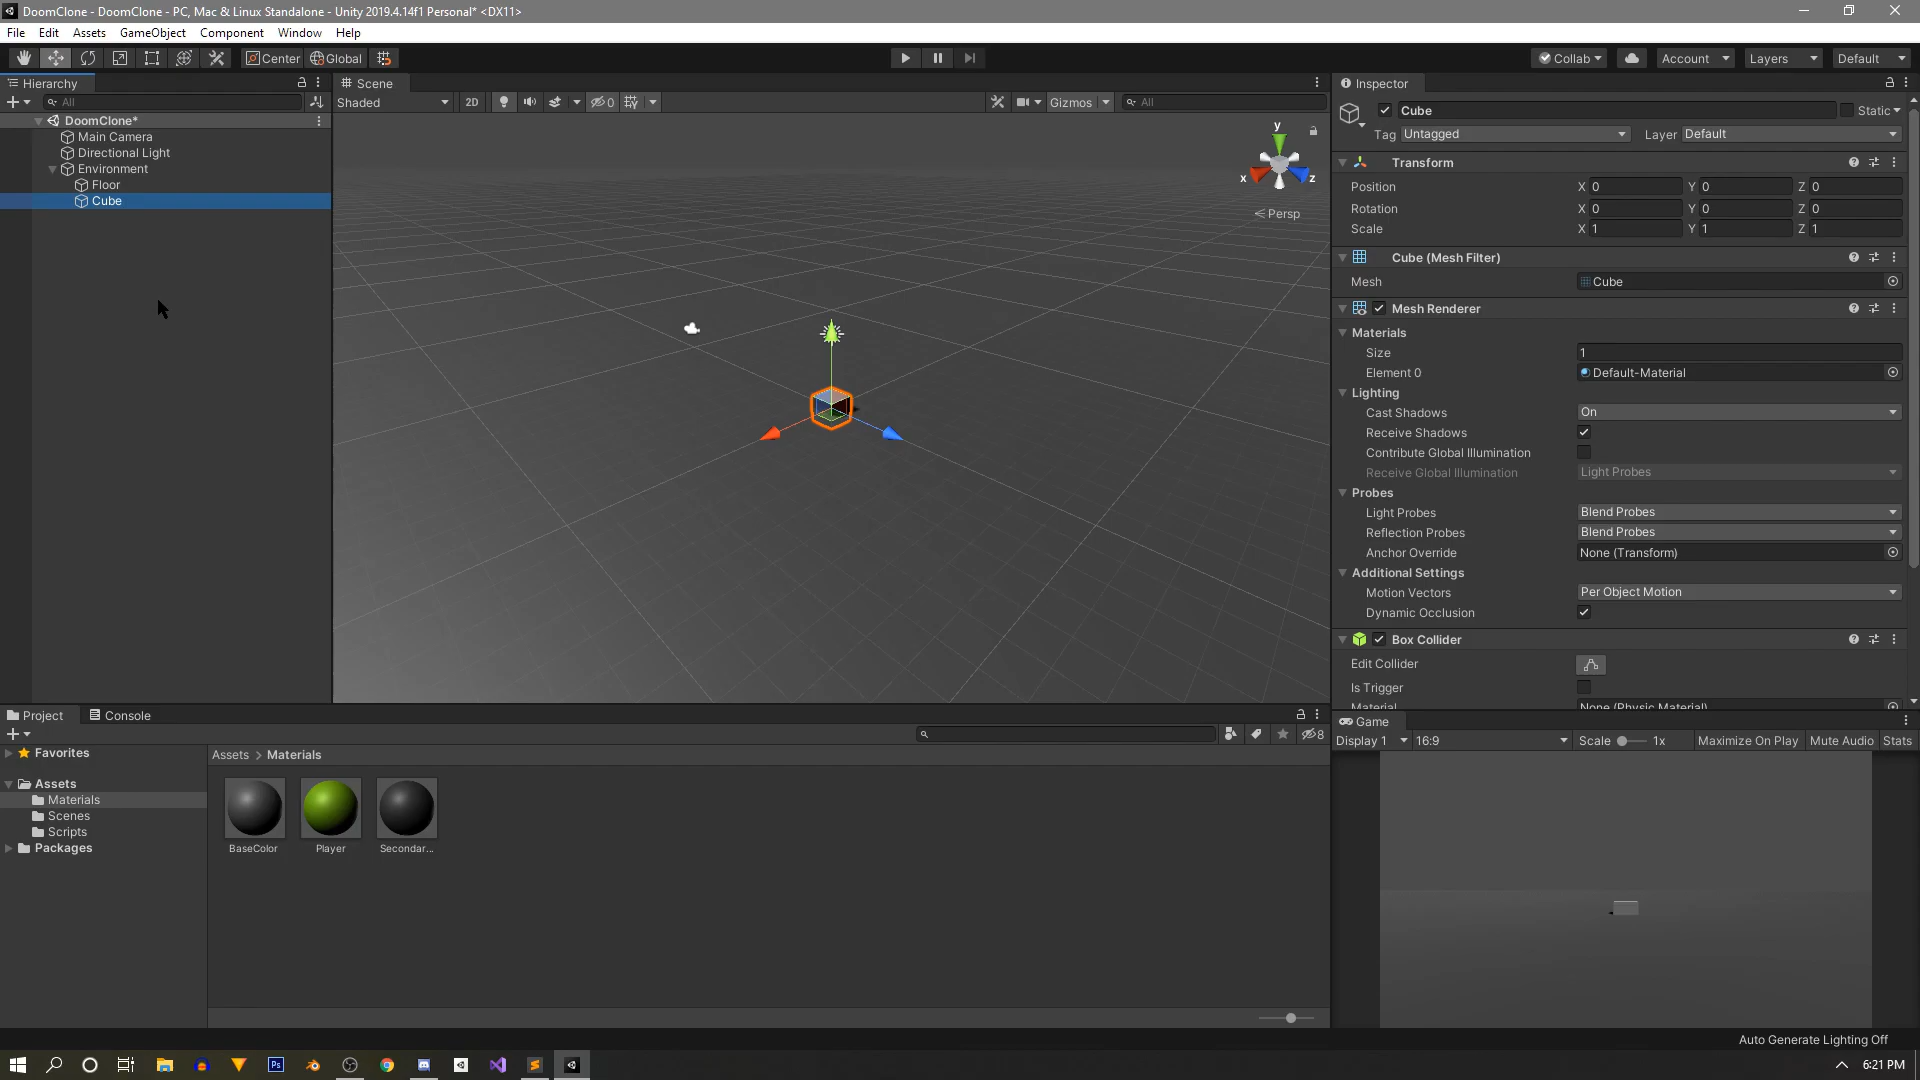 DoomClone - DoomClone - PC, Mac & Linux Standalone - Unity 2019.4.14f1 Personal* <DX11>
File Edit Assets GameObject Component Window Help
Center Global Collab Account Layers Default
Hierarchy
All
DoomClone*
Main Camera
Directional Light
Environment
Floor
Cube
Scene
Shaded 2D 0 Gizmos All
y
x
z
Persp
Inspector
Cube Static
Tag Untagged Layer Default
Transform
Position X 0 Y 0 Z 0
Rotation X 0 Y 0 Z 0
Scale X 1 Y 1 Z 1
Cube (Mesh Filter)
Mesh Cube
Mesh Renderer
Materials
Size 1
Element 0 Default-Material
Lighting
Cast Shadows On
Receive Shadows
Contribute Global Illumination
Receive Global Illumination Light Probes
Probes
Light Probes Blend Probes
Reflection Probes Blend Probes
Anchor Override None (Transform)
Additional Settings
Motion Vectors Per Object Motion
Dynamic Occlusion
Box Collider
Edit Collider
Is Trigger
Material None (Physic Material)
Project Console
8
Favorites
Assets
Materials
Scenes
Scripts
Packages
Assets > Materials
BaseColor Player Secondar...
Game
Display 1 16:9 Scale 1x Maximize On Play Mute Audio Stats
Auto Generate Lighting Off
Ps
6:21 PM